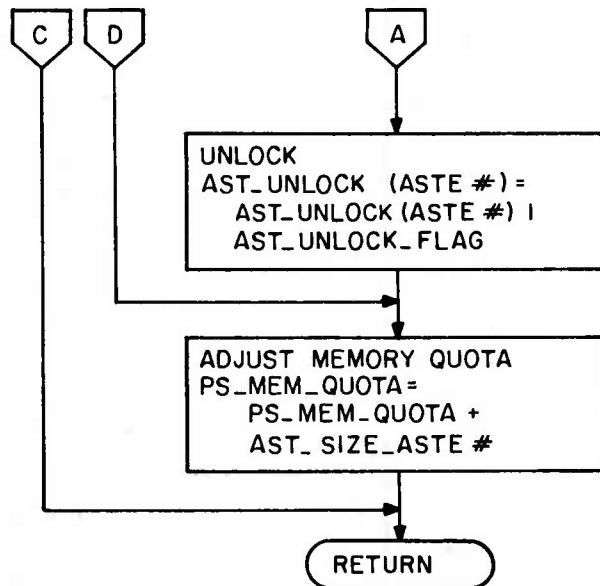 C D A
UNLOCK
AST_UNLOCK (ASTE #) =
AST_UNLOCK (ASTE #) |
AST_UNLOCK_FLAG
ADJUST MEMORY QUOTA
PS_MEM_QUOTA =
PS_MEM_QUOTA +
AST_SIZE_ASTE #
RETURN